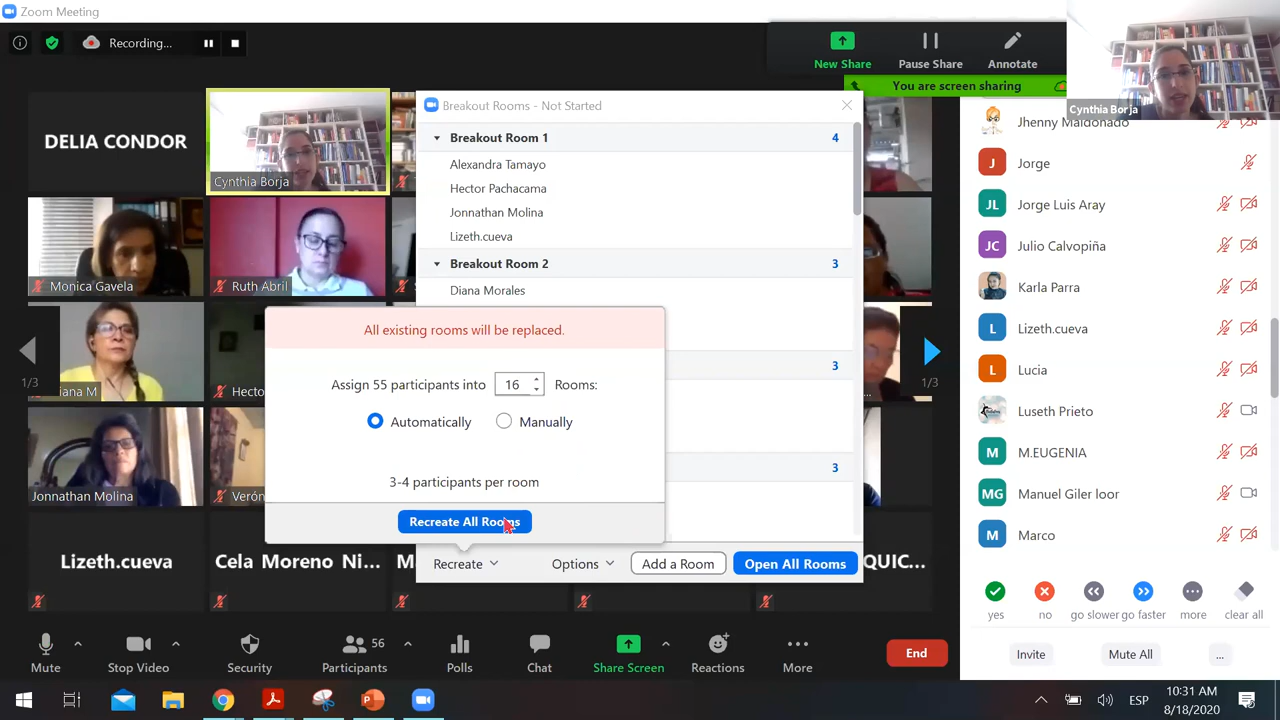 Zoom Meeting
Recording...
New Share
Pause Share
Annotate
You are screen sharing
Cynthia Borja
DELIA CONDOR
Cynthia Borja
Monica Gavela
Ruth Abril
Jonnathan Molina
Lizeth.cueva
Cela Moreno Ni...
1/3
1/3
Breakout Rooms - Not Started
Breakout Room 1 4
Alexandra Tamayo
Hector Pachacama
Jonnathan Molina
Lizeth.cueva
Breakout Room 2 3
Diana Morales
3
3
All existing rooms will be replaced.
Assign 55 participants into 16 Rooms:
Automatically Manually
3-4 participants per room
Recreate All Rooms
Recreate Options Add a Room Open All Rooms
Jhenny Maldonado
Jorge
Jorge Luis Aray
Julio Calvopiña
Karla Parra
Lizeth.cueva
Lucia
Luseth Prieto
M.EUGENIA
Manuel Giler loor
Marco
yes no go slower go faster more clear all
Invite Mute All ...
Mute Stop Video Security Participants 56 Polls Chat Share Screen Reactions More End
ESP
10:31 AM
8/18/2020